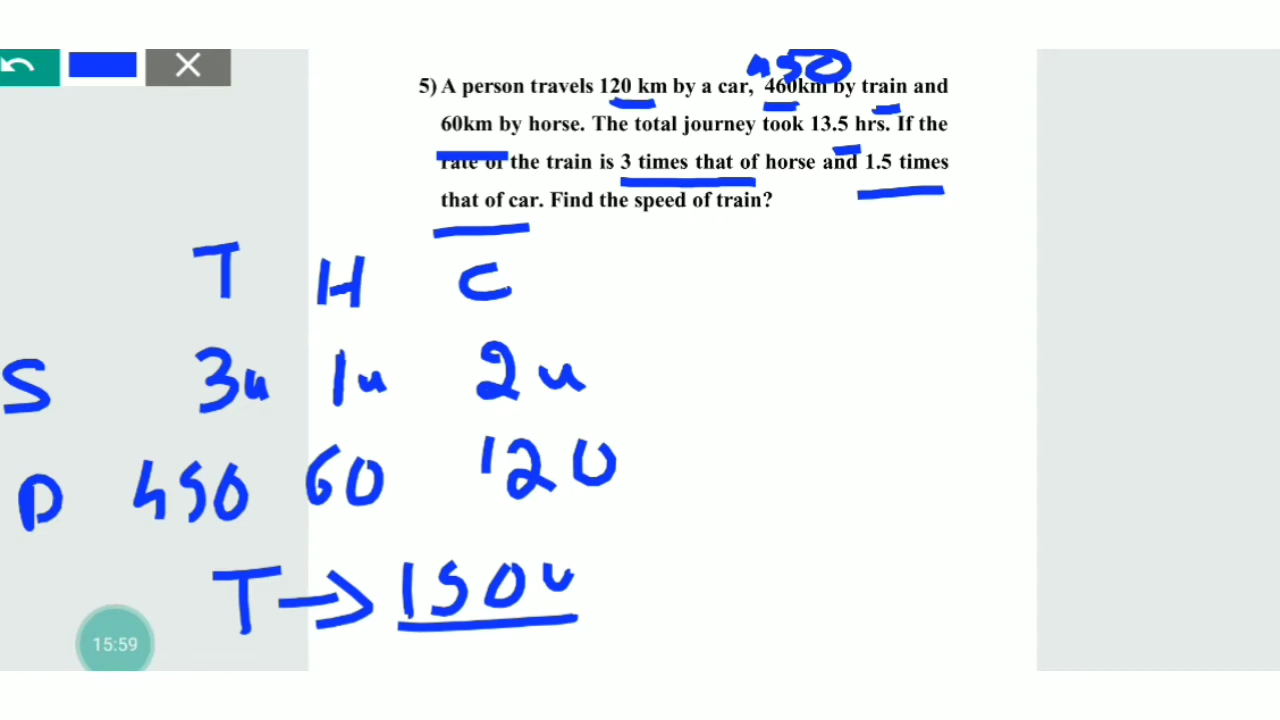 450
5) A person travels 120 km by a car, 460km by train and
60km by horse. The total journey took 13.5 hrs. If the
rate of the train is 3 times that of horse and 1.5 times
that of car. Find the speed of train?
T H C
S 3u 1u 2u
D 450 60 120
T → 150u
15:59